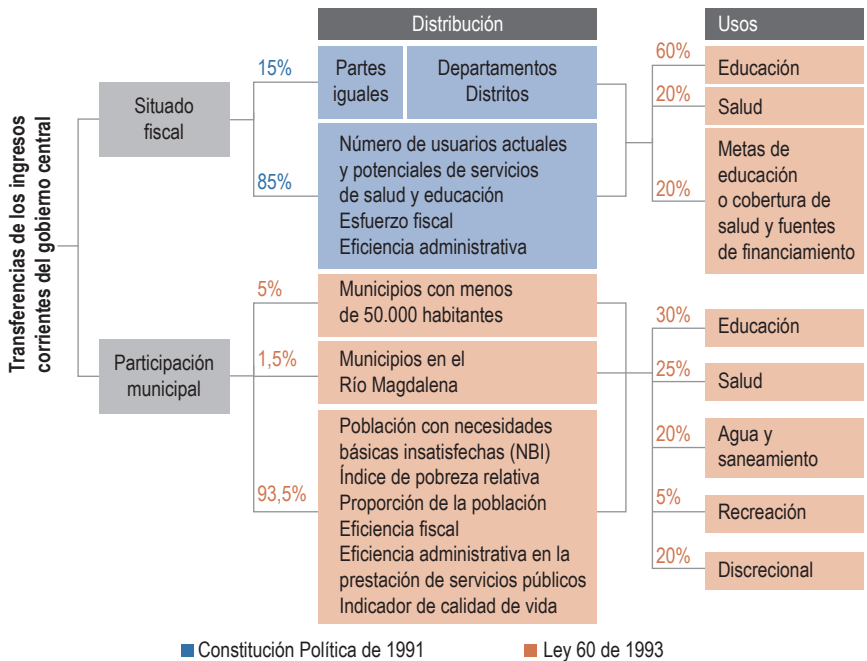 Transferencias de los ingresos
corrientes del gobierno central
Situado
fiscal
Participación
municipal
Distribución
15%
Partes
iguales
Departamentos
Distritos
85%
Número de usuarios actuales
y potenciales de servicios
de salud y educación
Esfuerzo fiscal
Eficiencia administrativa
5%
Municipios con menos
de 50.000 habitantes
1,5%
Municipios en el
Río Magdalena
93,5%
Población con necesidades
básicas insatisfechas (NBI)
Índice de pobreza relativa
Proporción de la población
Eficiencia fiscal
Eficiencia administrativa en la
prestación de servicios públicos
Indicador de calidad de vida
Usos
60%
Educación
20%
Salud
20%
Metas de
educación
o cobertura de
salud y fuentes
de financiamiento
30%
Educación
25%
Salud
20%
Agua y
saneamiento
5%
Recreación
20%
Discrecional
Constitución Política de 1991
Ley 60 de 1993